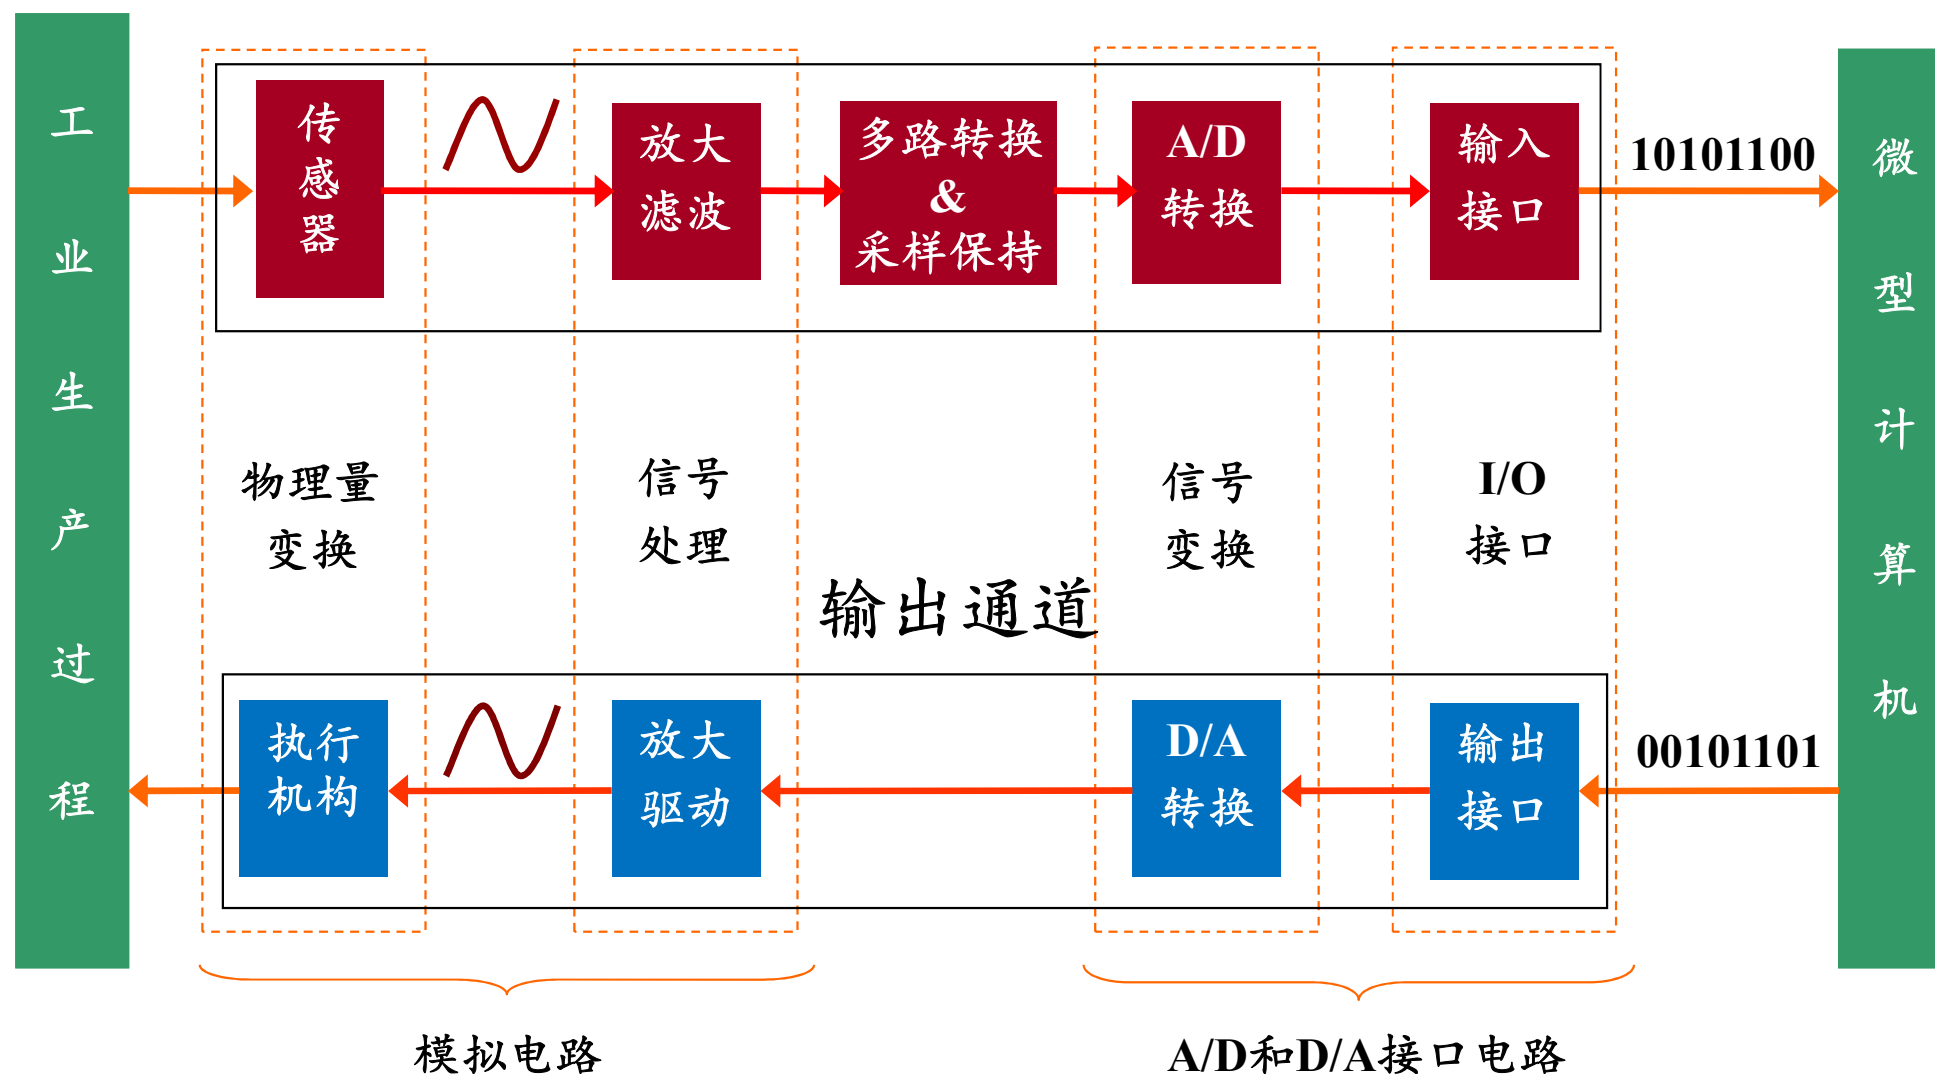 工
业
生
产
过
程
传
感
器
放大
滤波
多路转换
&
采样保持
A/D
转换
输入
接口
10101100
微
型
计
算
机
物理量
变换
信号
处理
信号
变换
I/O
接口
输出通道
执行
机构
放大
驱动
D/A
转换
输出
接口
00101101
模拟电路
A/D和D/A接口电路